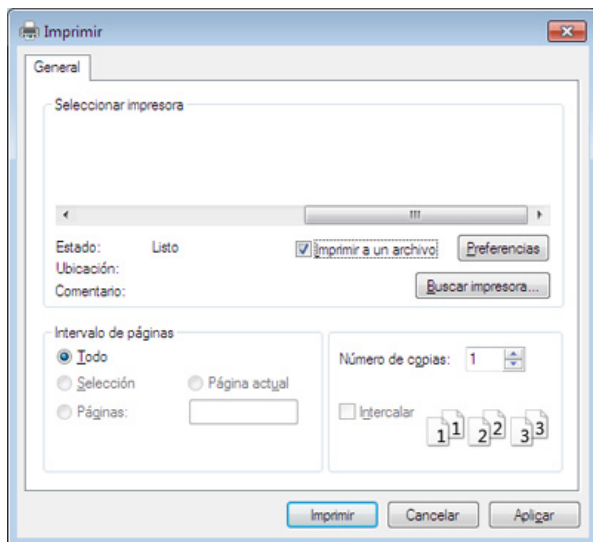 Imprimir
General
Seleccionar impresora
Estado: Listo
Imprimir a un archivo
Preferencias
Ubicación:
Comentario:
Buscar impresora...
Intervalo de páginas
Todo
Selección
Página actual
Páginas:
Número de copias: 1
Intercalar
1 1 2 2 3 3
Imprimir
Cancelar
Aplicar